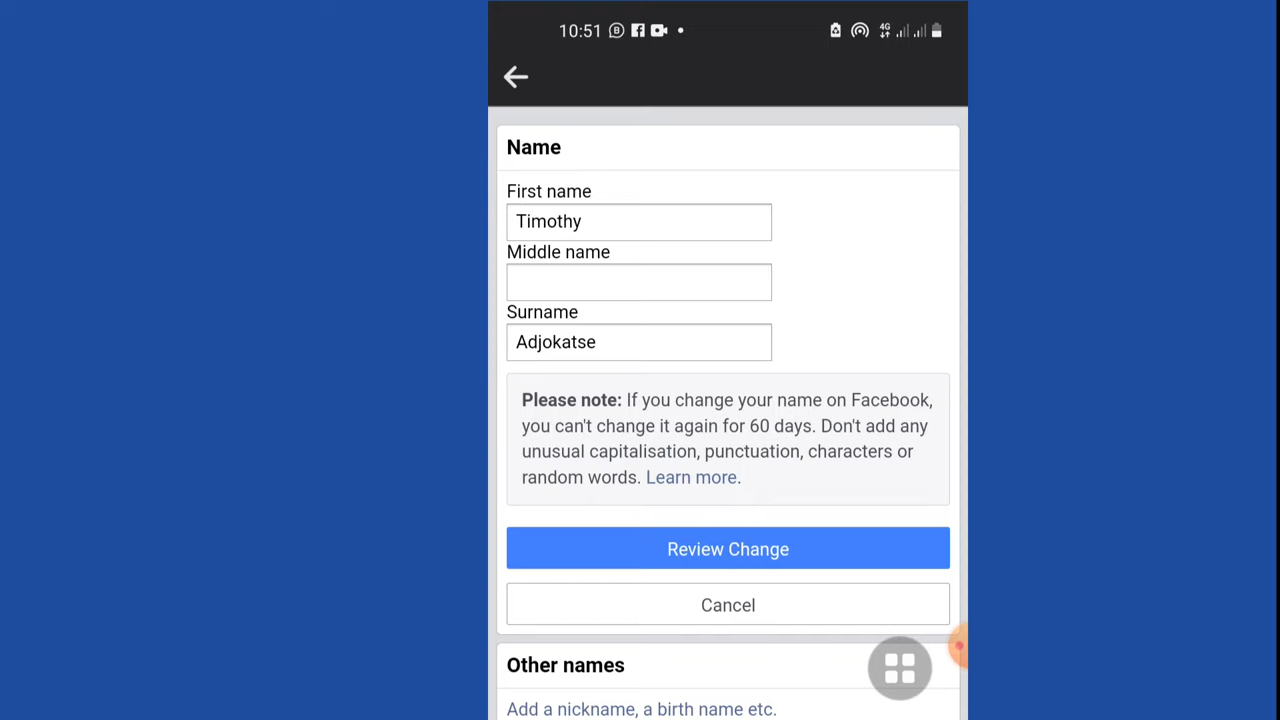 10:51
4G
Name
First name
Timothy
Middle name
Surname
Adjokatse
Please note: If you change your name on Facebook,
you can't change it again for 60 days. Don't add any
unusual capitalisation, punctuation, characters or
random words. Learn more.
Review Change
Cancel
Other names
Add a nickname, a birth name etc.